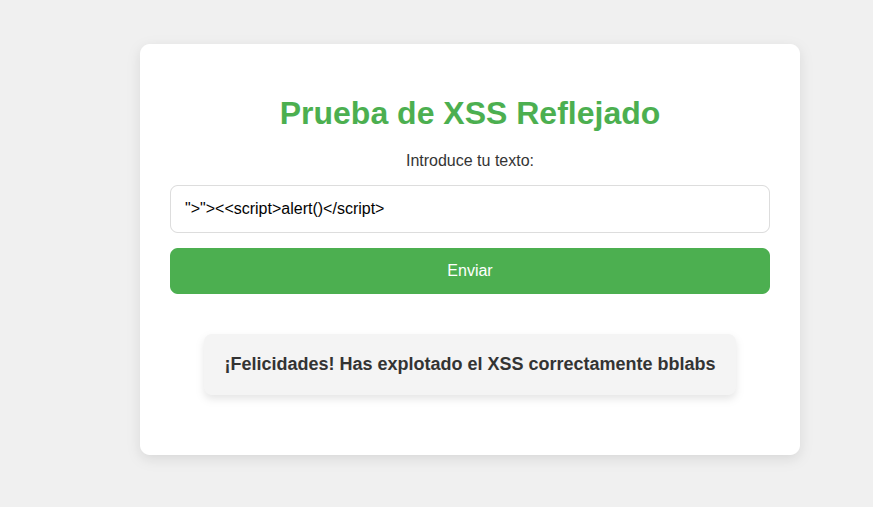 Prueba de XSS Reflejado
Introduce tu texto:
">"><<script>alert()</script>
Enviar
¡Felicidades! Has explotado el XSS correctamente bblabs